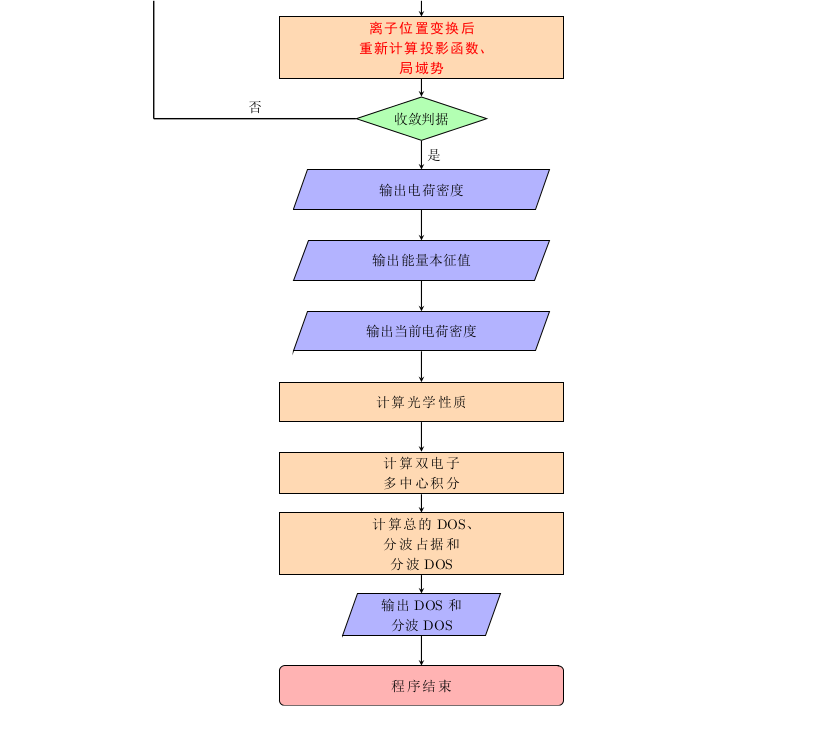 离子位置变换后
重新计算投影函数、
局域势
否
收敛判据
是
输出电荷密度
输出能量本征值
输出当前电荷密度
计算光学性质
计算双电子
多中心积分
计算总的 DOS、
分波占据和
分波 DOS
输出 DOS 和
分波 DOS
程序结束